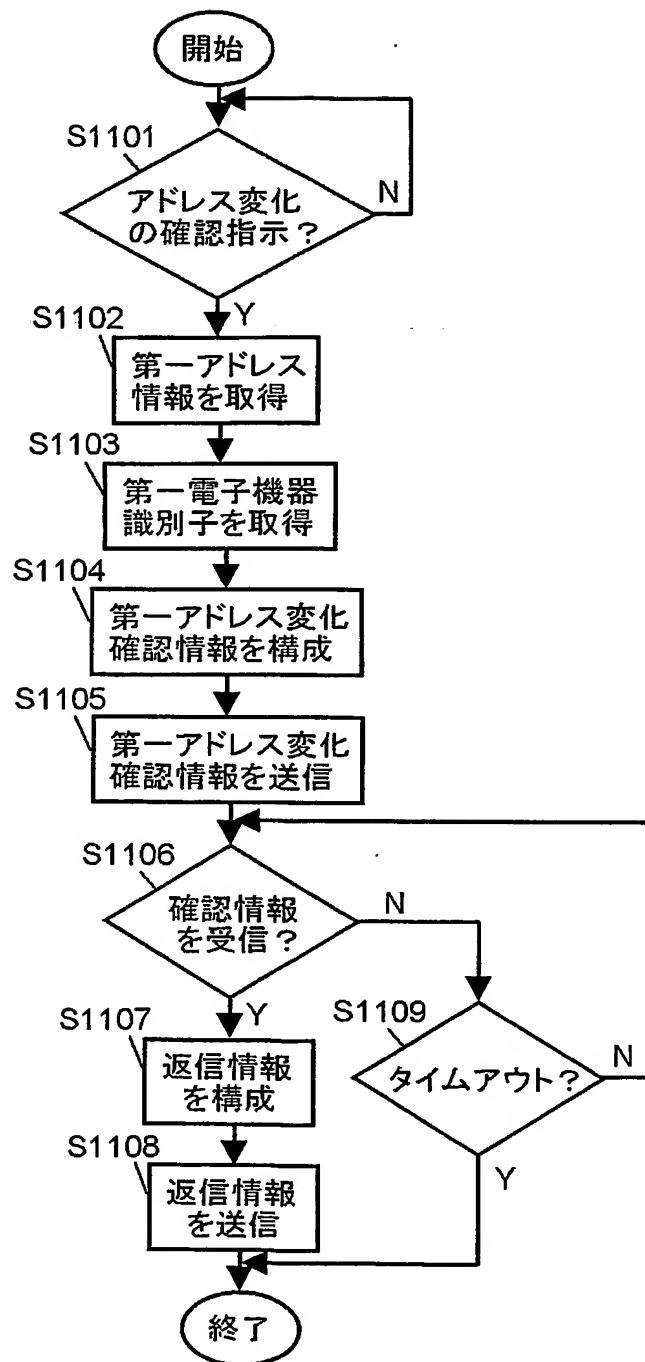 開始
S1101
アドレス変化
の確認指示？
N
Y
S1102
第一アドレス
情報を取得
S1103
第一電子機器
識別子を取得
S1104
第一アドレス変化
確認情報を構成
S1105
第一アドレス変化
確認情報を送信
S1106
確認情報
を受信？
N
Y
S1107
返信情報
を構成
S1109
タイムアウト？
N
Y
S1108
返信情報
を送信
終了